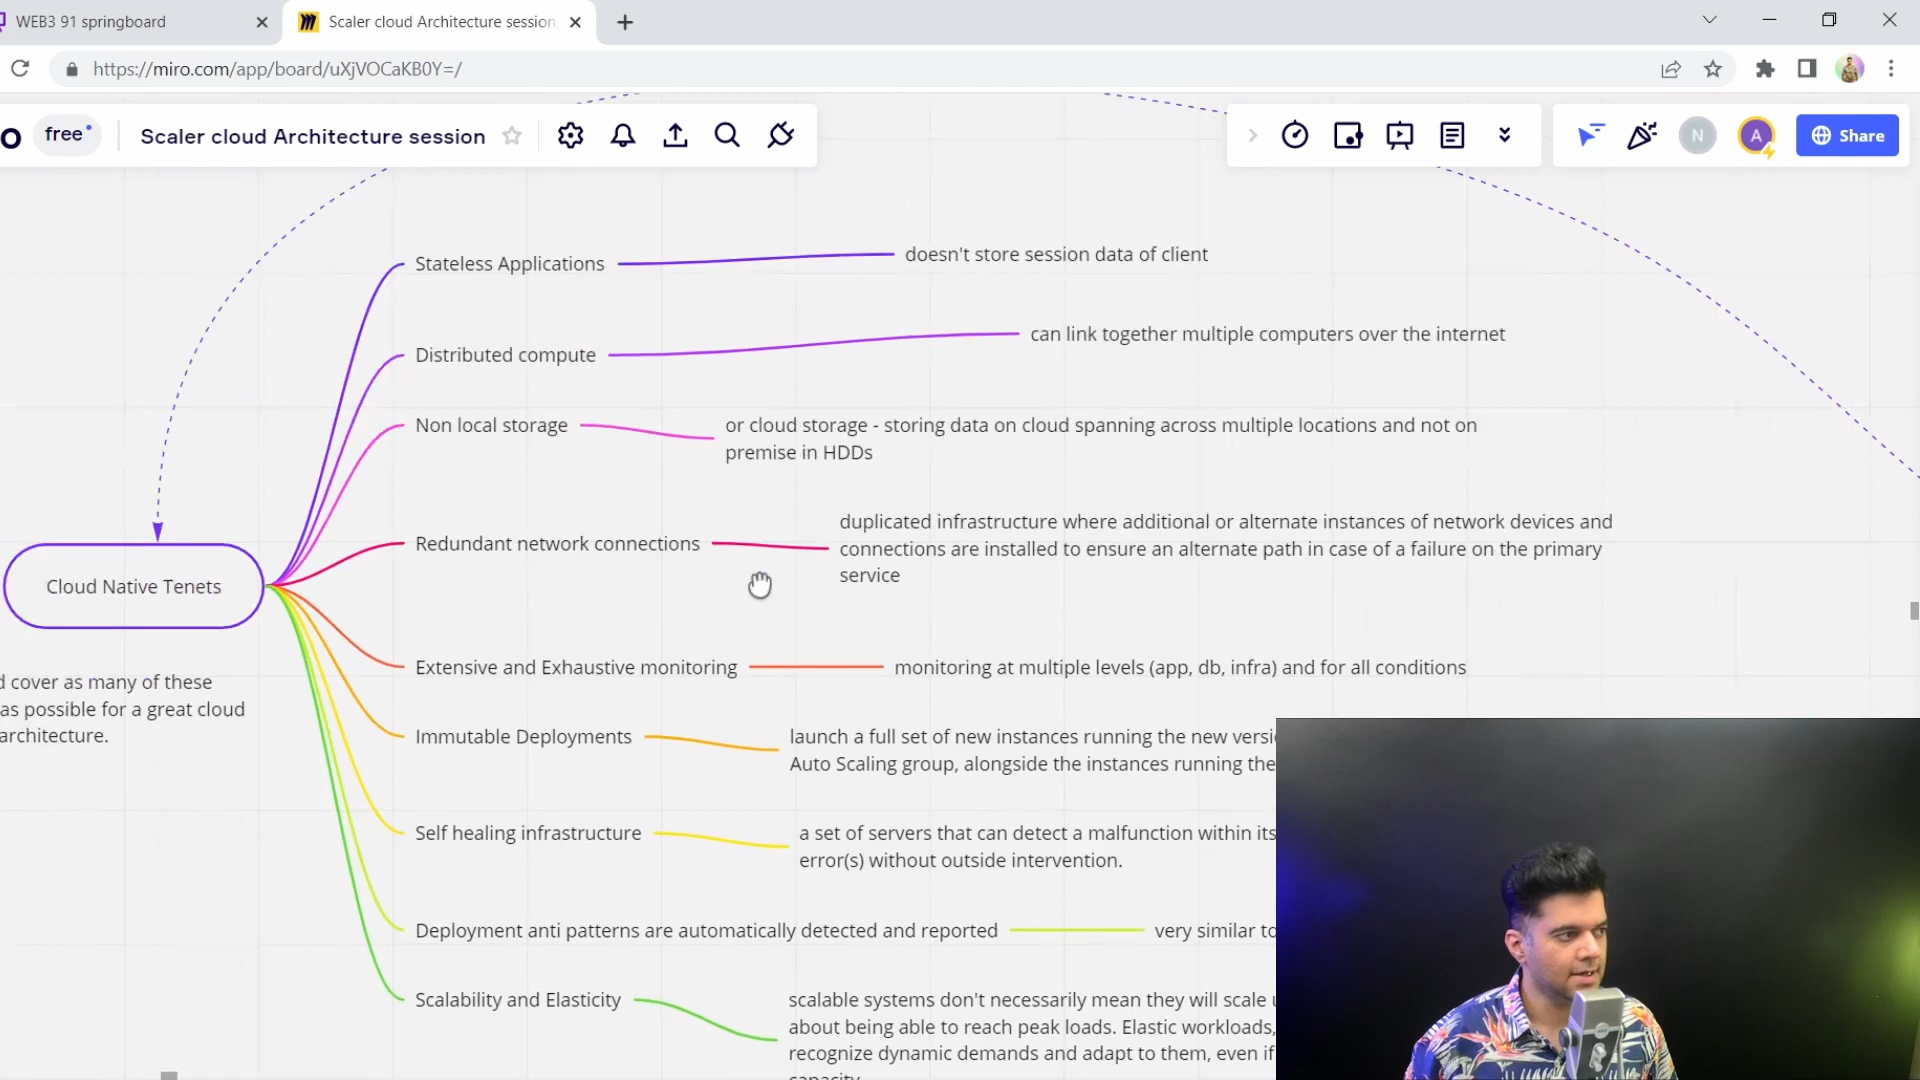 WEB3 91 springboard
Scaler cloud Architecture session
https://miro.com/app/board/uXjVOCaKB0Y=/
o
free
Scaler cloud Architecture session
N
A
Share
Stateless Applications
doesn't store session data of client
Distributed compute
can link together multiple computers over the internet
Non local storage
or cloud storage - storing data on cloud spanning across multiple locations and not on
premise in HDDs
Redundant network connections
duplicated infrastructure where additional or alternate instances of network devices and
connections are installed to ensure an alternate path in case of a failure on the primary
service
Cloud Native Tenets
Extensive and Exhaustive monitoring
monitoring at multiple levels (app, db, infra) and for all conditions
d cover as many of these
as possible for a great cloud
architecture.
Immutable Deployments
launch a full set of new instances running the new versi
Auto Scaling group, alongside the instances running the
Self healing infrastructure
a set of servers that can detect a malfunction within its
error(s) without outside intervention.
Deployment anti patterns are automatically detected and reported
very similar to
Scalability and Elasticity
scalable systems don't necessarily mean they will scale u
about being able to reach peak loads. Elastic workloads,
recognize dynamic demands and adapt to them, even if